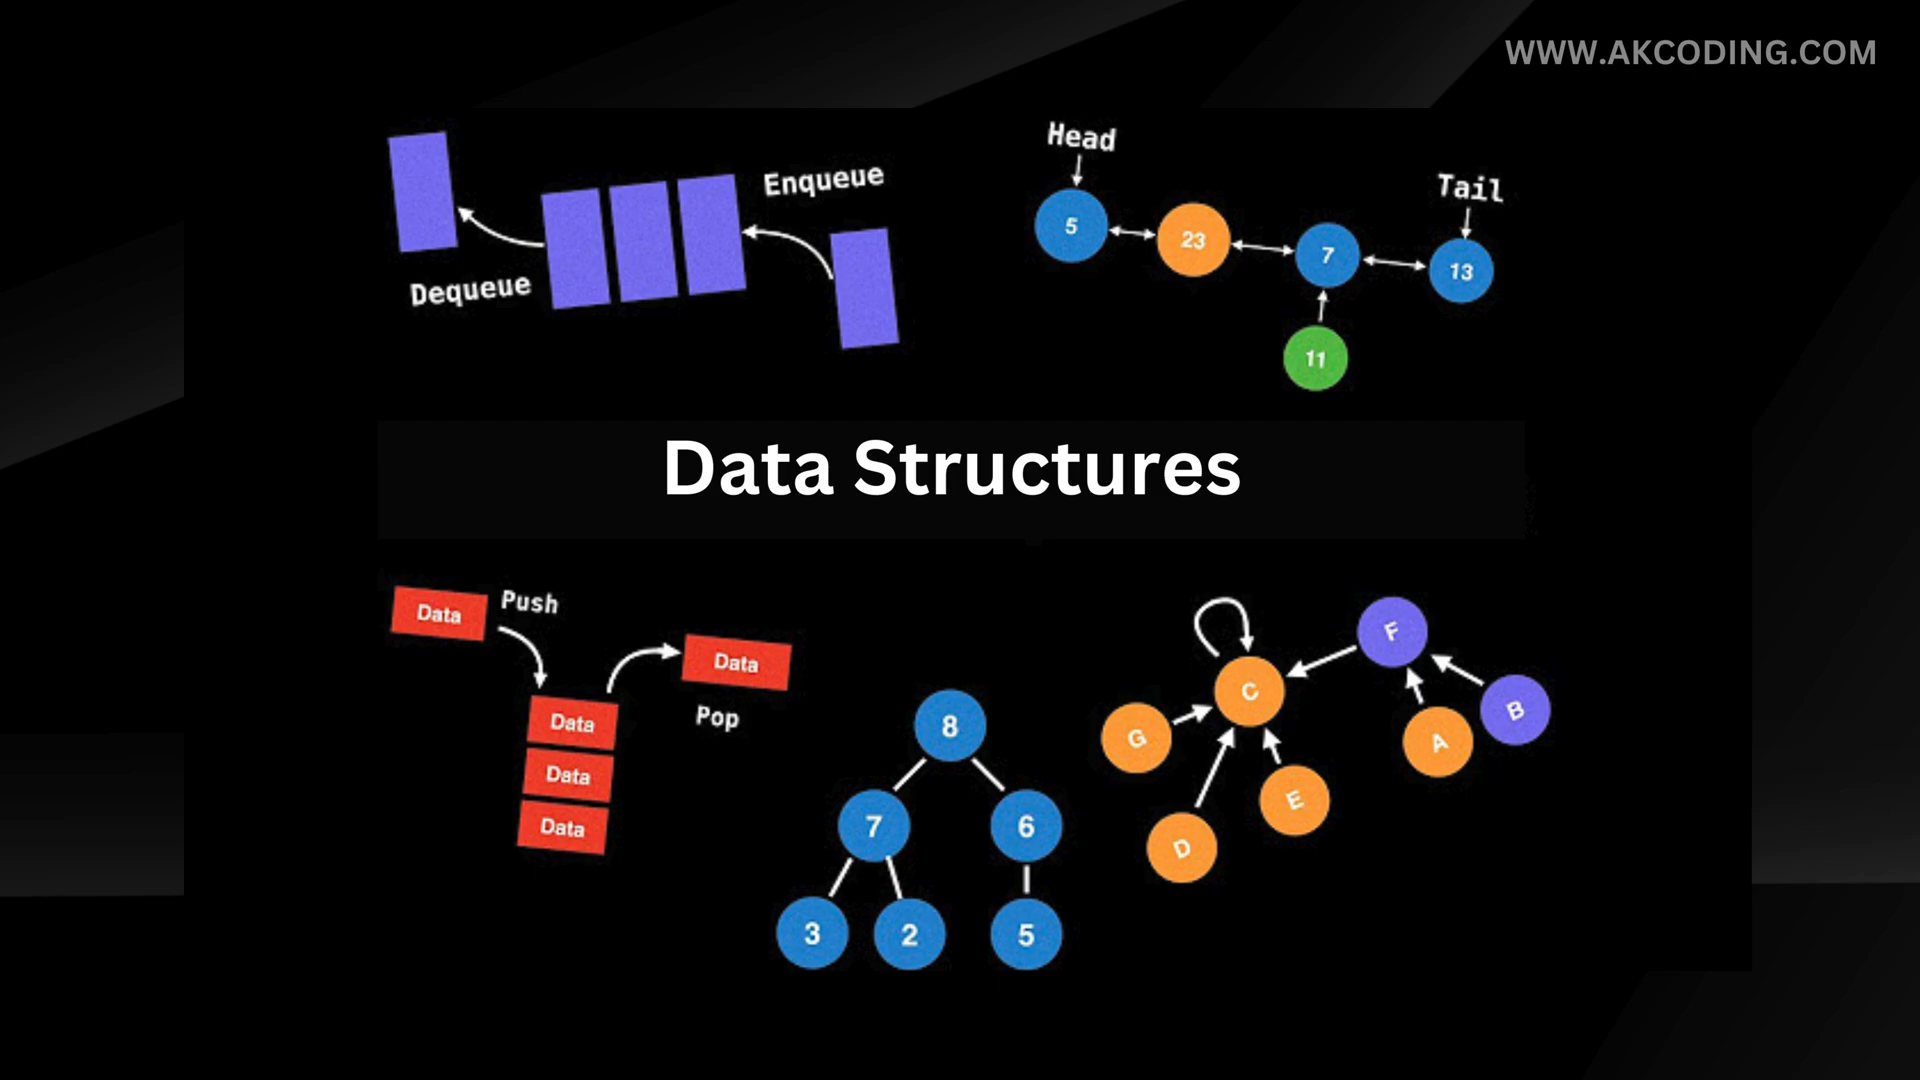 WWW.AKCODING.COM
Enqueue
Dequeue
Head
Tail
5
23
7
13
11
Data Structures
Data
Push
Data
Pop
Data
Data
Data
8
7
6
3
2
5
F
C
B
G
A
E
D